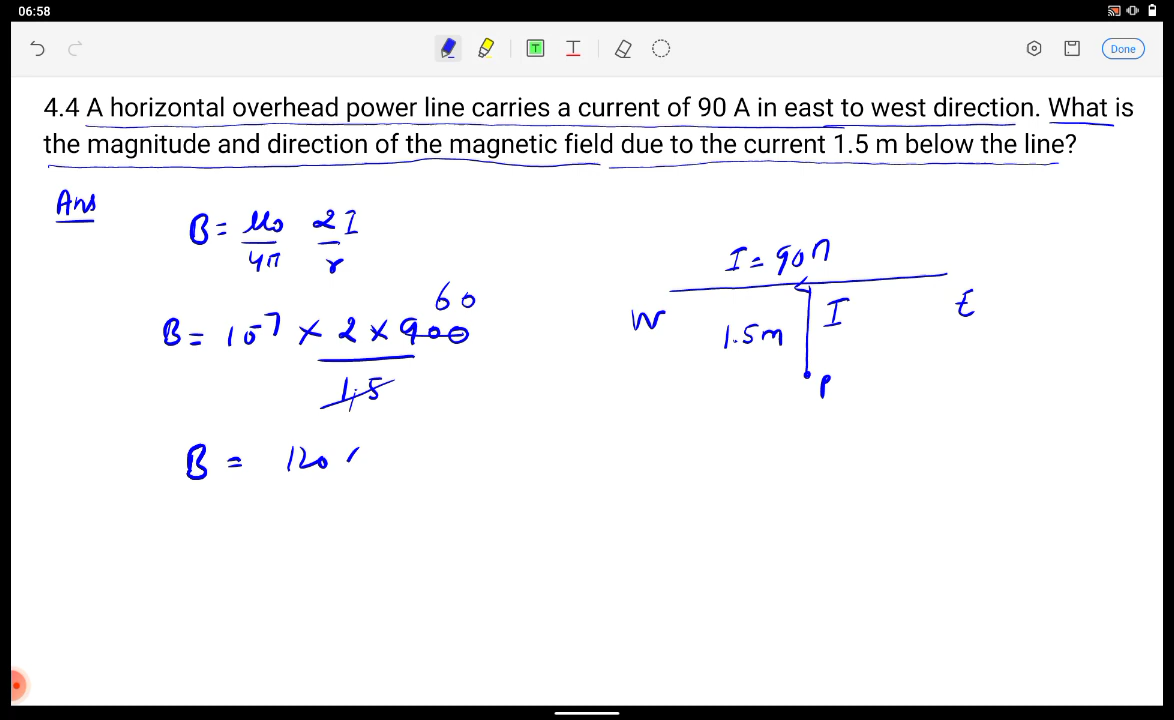 06:58
Done
4.4 A horizontal overhead power line carries a current of 90 A in east to west direction. What is
the magnitude and direction of the magnetic field due to the current 1.5 m below the line?
Ans
B = μ0/4π 2I/r
I = 90A
W
E
1.5m
I
P
60
B = 10-7 × 2 × 900
1.5
B = 120